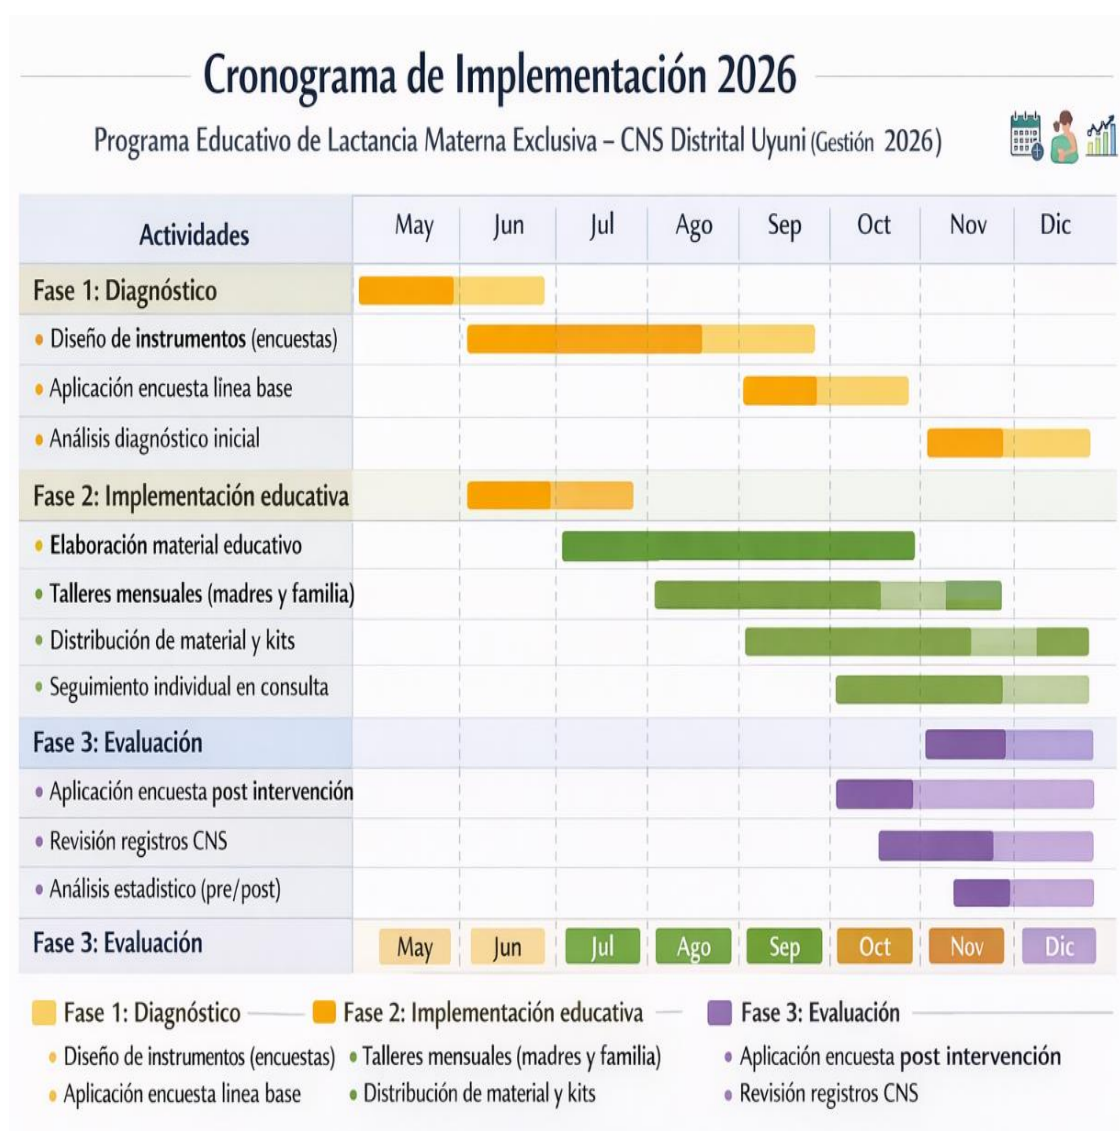 Cronograma de Implementación 2026
Programa Educativo de Lactancia Materna Exclusiva – CNS Distrital Uyuni (Gestión 2026)
Actividades May Jun Jul Ago Sep Oct Nov Dic
Fase 1: Diagnóstico
• Diseño de instrumentos (encuestas)
• Aplicación encuesta linea base
• Análisis diagnóstico inicial
Fase 2: Implementación educativa
• Elaboración material educativo
• Talleres mensuales (madres y familia)
• Distribución de material y kits
• Seguimiento individual en consulta
Fase 3: Evaluación
• Aplicación encuesta post intervención
• Revisión registros CNS
• Análisis estadistico (pre/post)
Fase 3: Evaluación May Jun Jul Ago Sep Oct Nov Dic
Fase 1: Diagnóstico Fase 2: Implementación educativa Fase 3: Evaluación
• Diseño de instrumentos (encuestas) • Talleres mensuales (madres y familia) • Aplicación encuesta post intervención
• Aplicación encuesta linea base • Distribución de material y kits • Revisión registros CNS